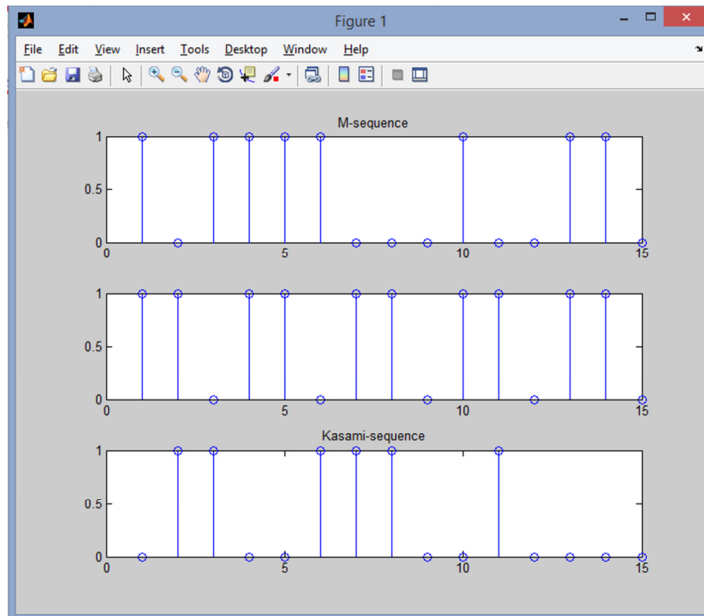 Figure 1
File Edit View Insert Tools Desktop Window Help
M-sequence
1
0.5
0
0 5 10 15
1
0.5
0
0 5 10 15
Kasami-sequence
1
0.5
0
0 5 10 15